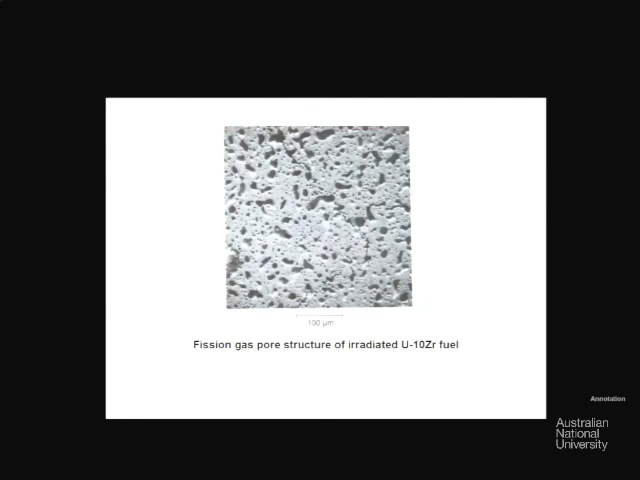 100 µm
Fission gas pore structure of irradiated U-10Zr fuel
Annotation
Australian
National
University